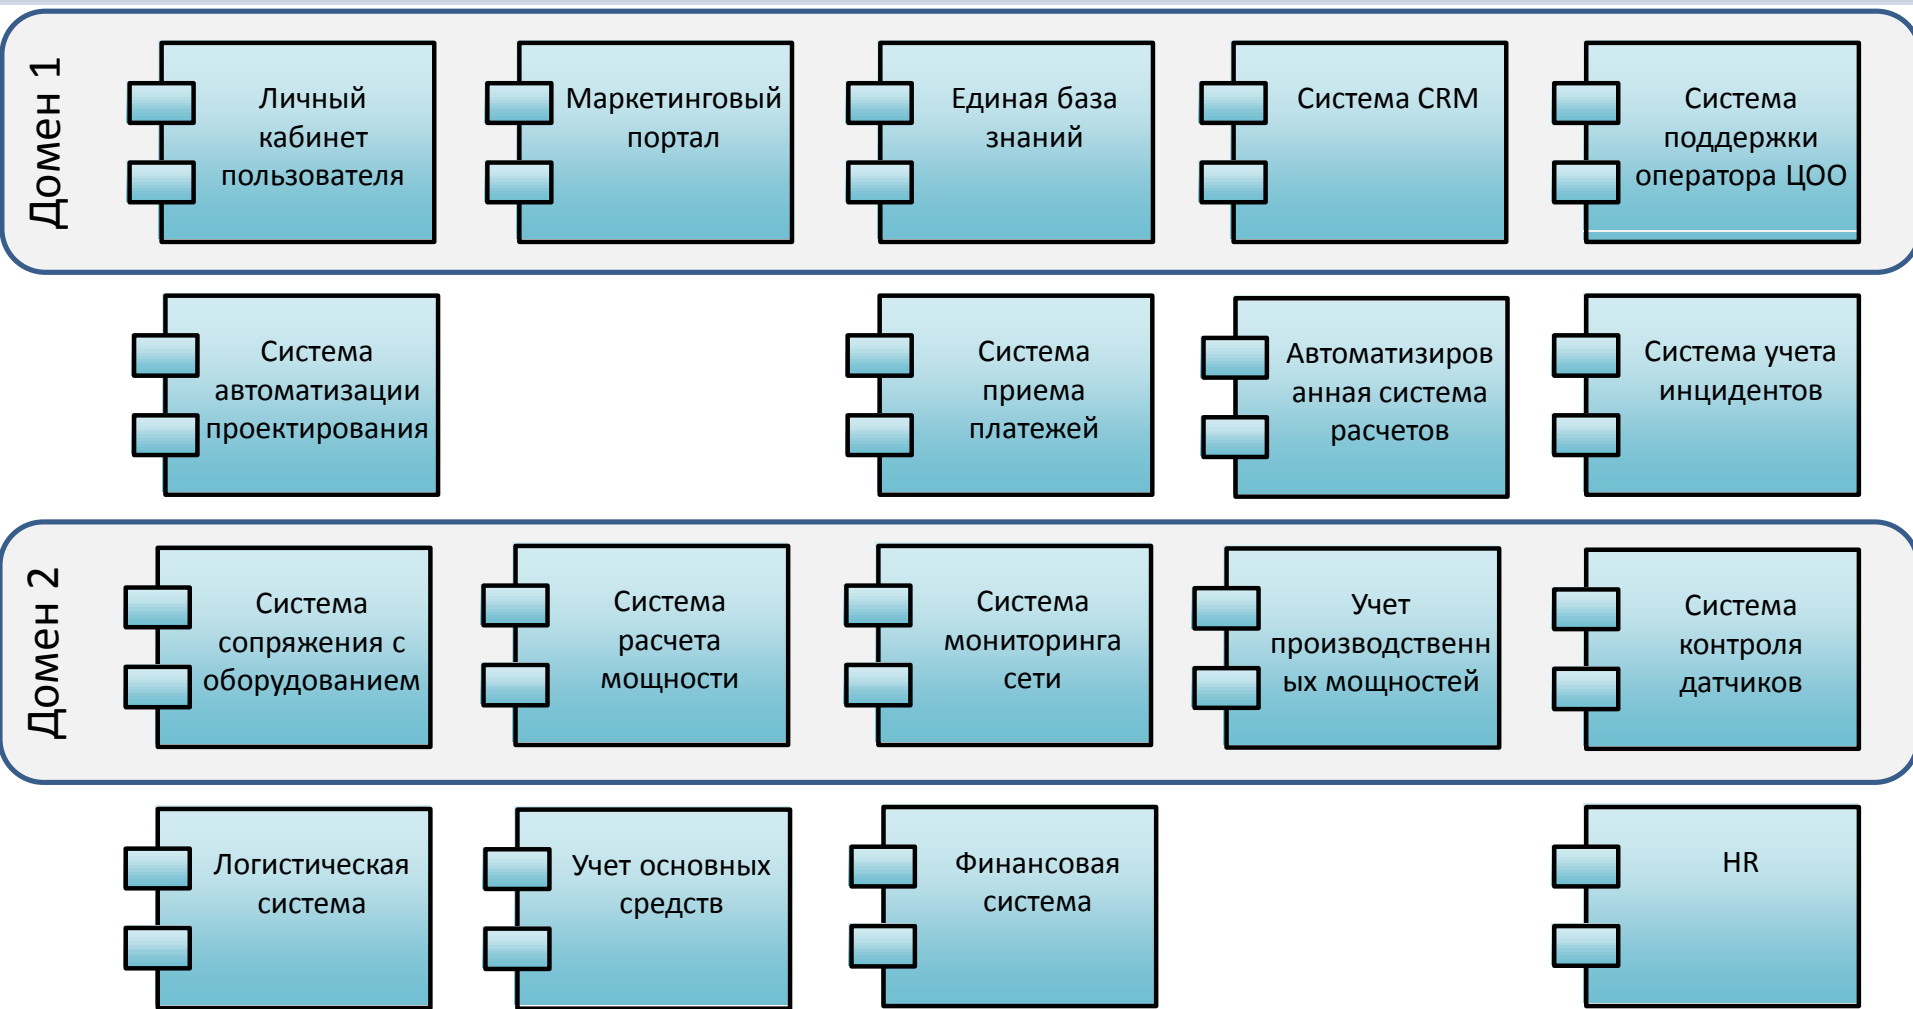 Домен 1
Личный
кабинет
пользователя
Маркетинговый
портал
Единая база
знаний
Система CRM
Система
поддержки
оператора ЦОО
Система
автоматизации
проектирования
Система
приема
платежей
Автоматизиров
анная система
расчетов
Система учета
инцидентов
Домен 2
Система
сопряжения с
оборудованием
Система
расчета
мощности
Система
мониторинга
сети
Учет
производственн
ых мощностей
Система
контроля
датчиков
Логистическая
система
Учет основных
средств
Финансовая
система
HR